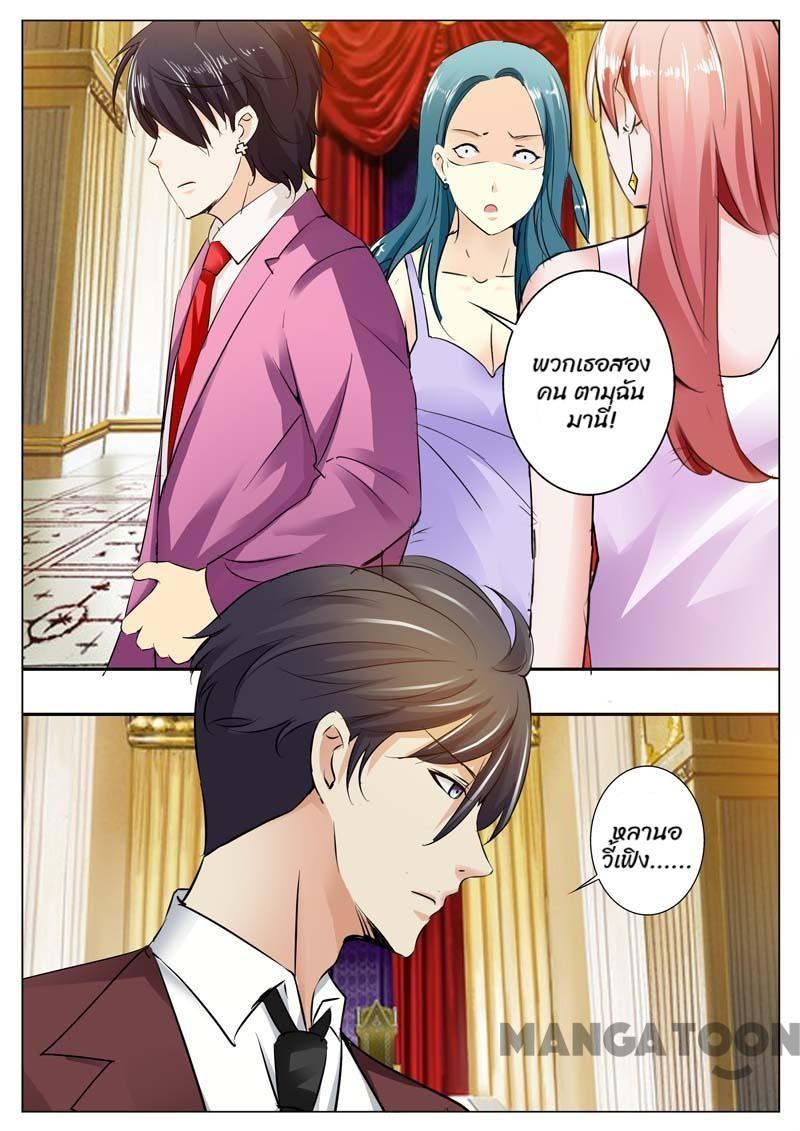 พวกเธอสอง
คน ตามฉัน
มานี่!
หลานอ
วี้เฟิง......
MANGATOON